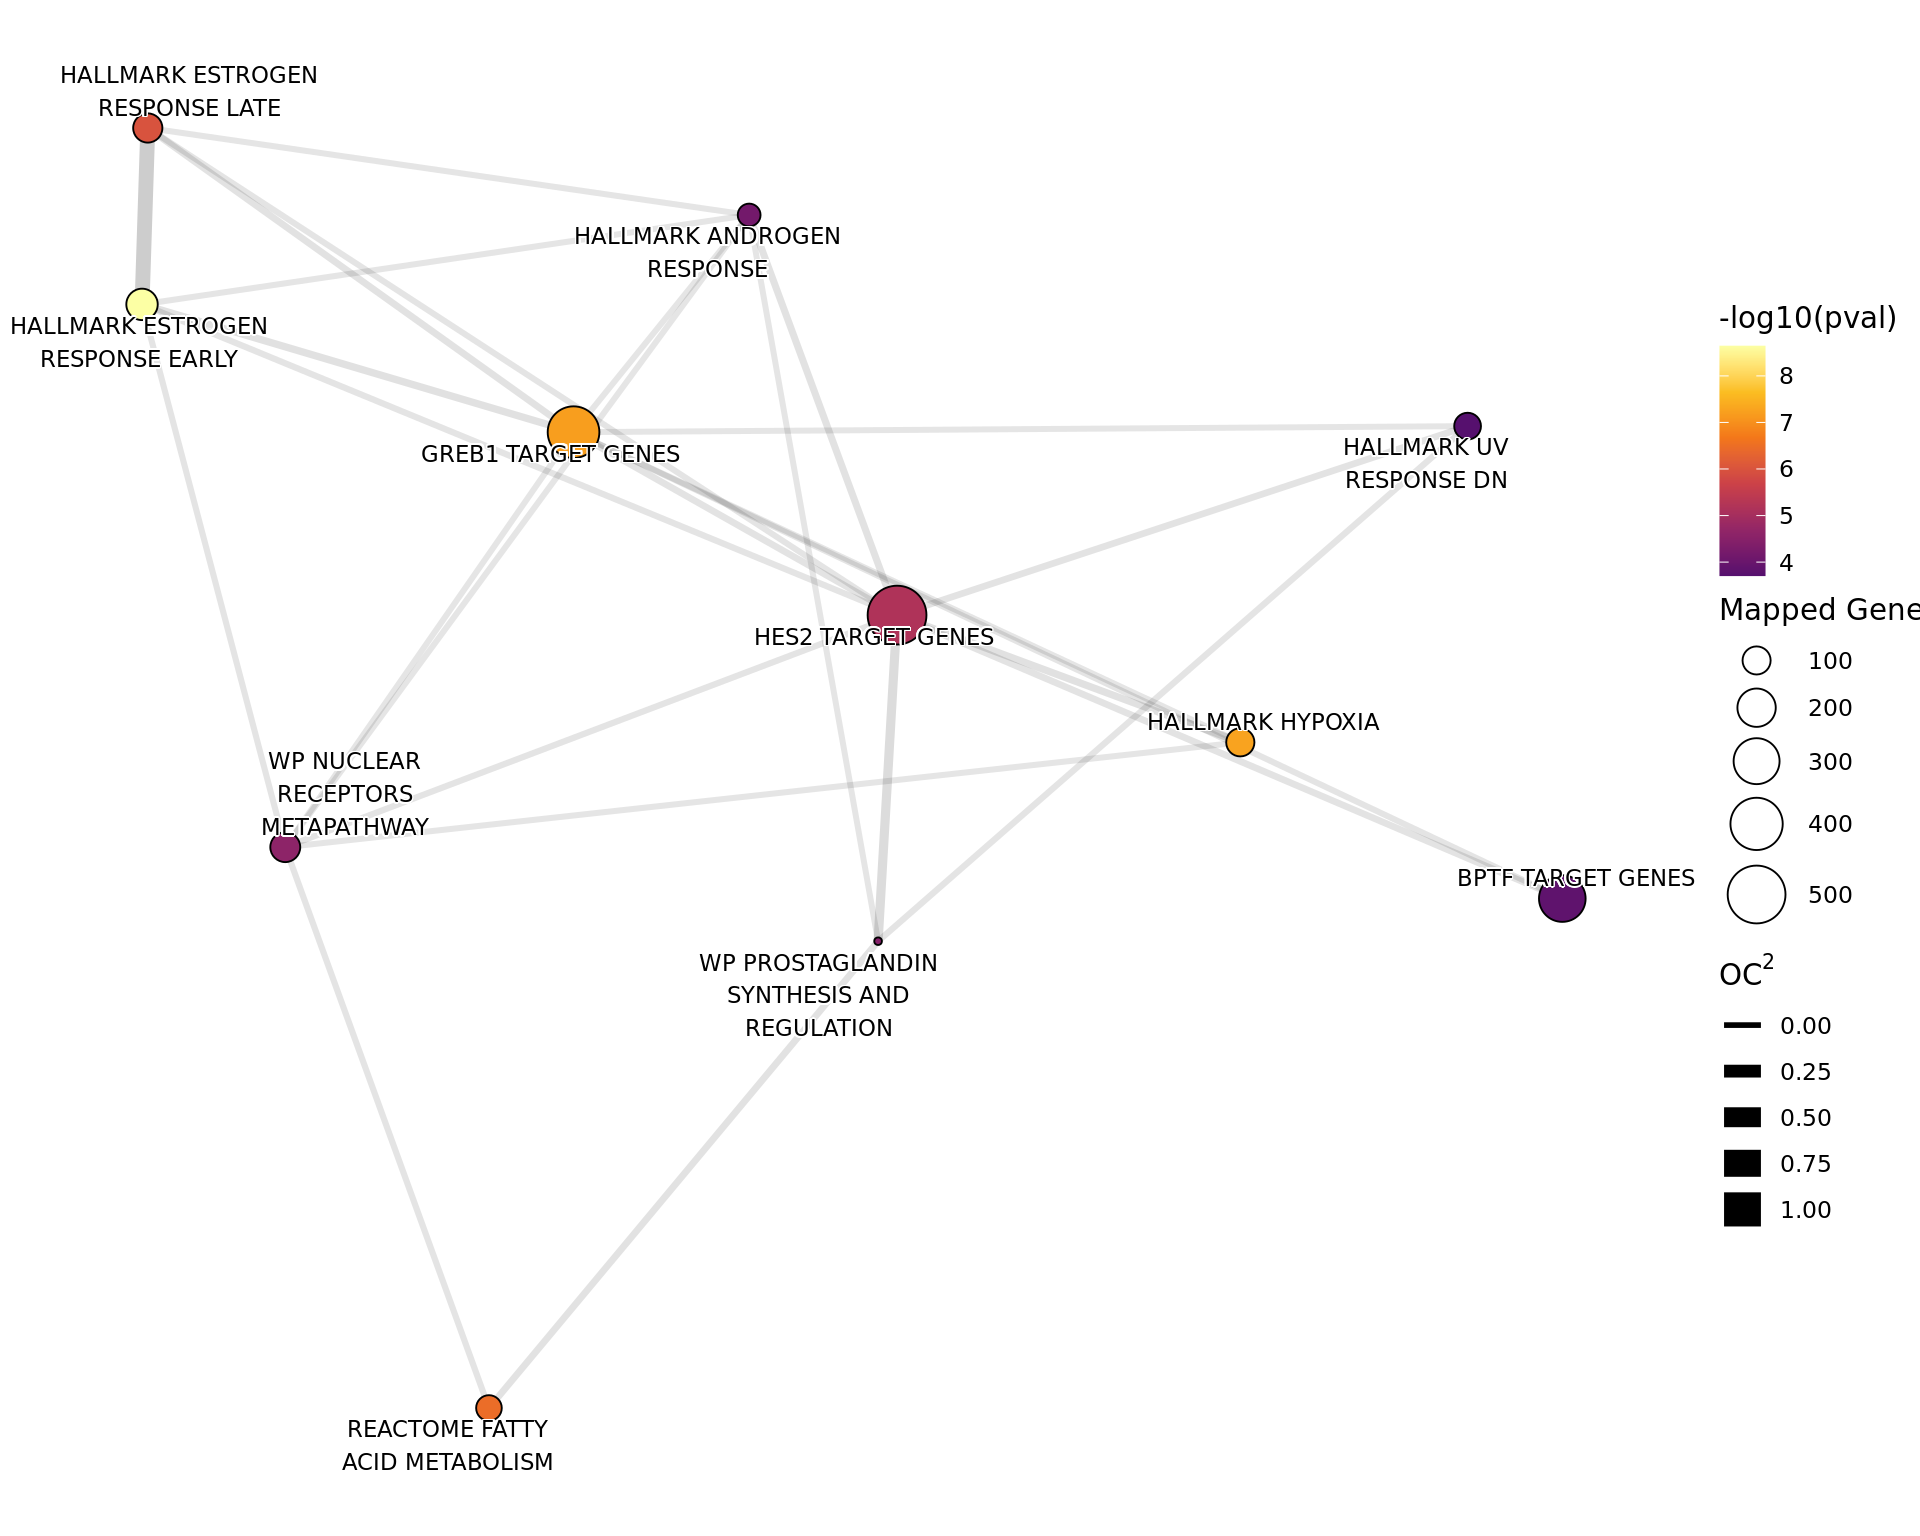 HALLMARK ESTROGEN
RESPONSE LATE
HALLMARK ANDROGEN
RESPONSE
HALLMARK ESTROGEN
RESPONSE EARLY
GREB1 TARGET GENES
HALLMARK UV
RESPONSE DN
HES2 TARGET GENES
HALLMARK HYPOXIA
WP NUCLEAR
RECEPTORS
METAPATHWAY
BPTF TARGET GENES
WP PROSTAGLANDIN
SYNTHESIS AND
REGULATION
REACTOME FATTY
ACID METABOLISM
-log10(pval)
8
7
6
5
4
Mapped Gene
100
200
300
400
500
OC²
0.00
0.25
0.50
0.75
1.00